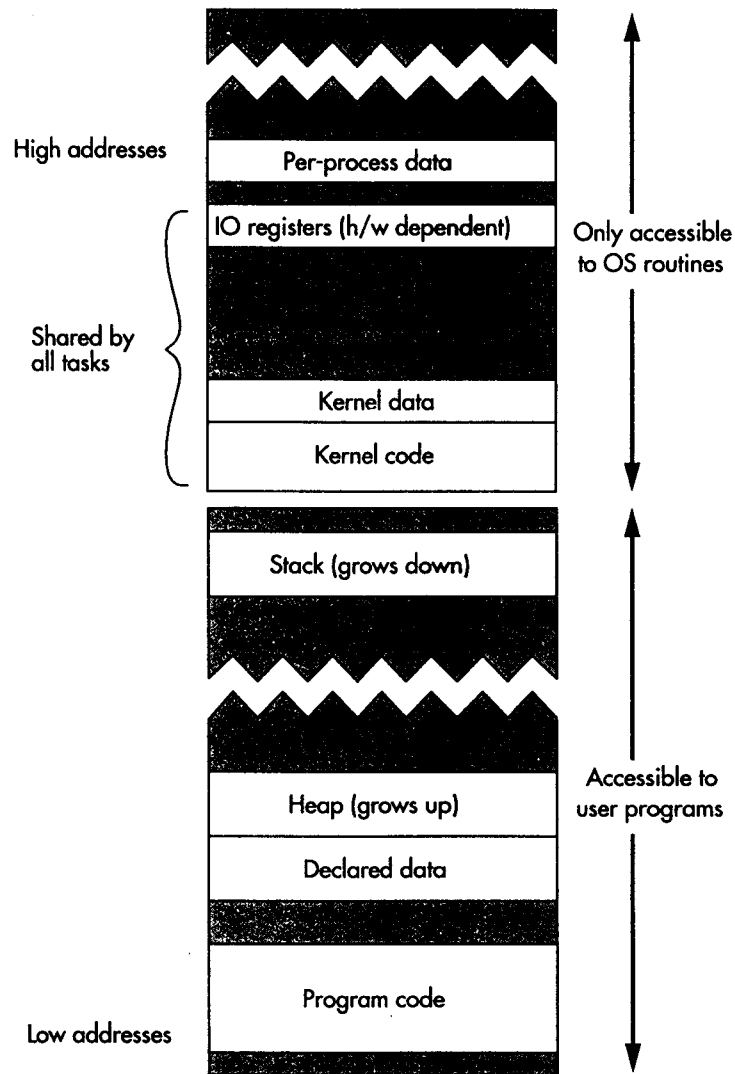 High addresses
Per-process data
IO registers (h/w dependent)
Only accessible
to OS routines
Shared by
all tasks
Kernel data
Kernel code
Stack (grows down)
Heap (grows up)
Accessible to
user programs
Declared data
Program code
Low addresses